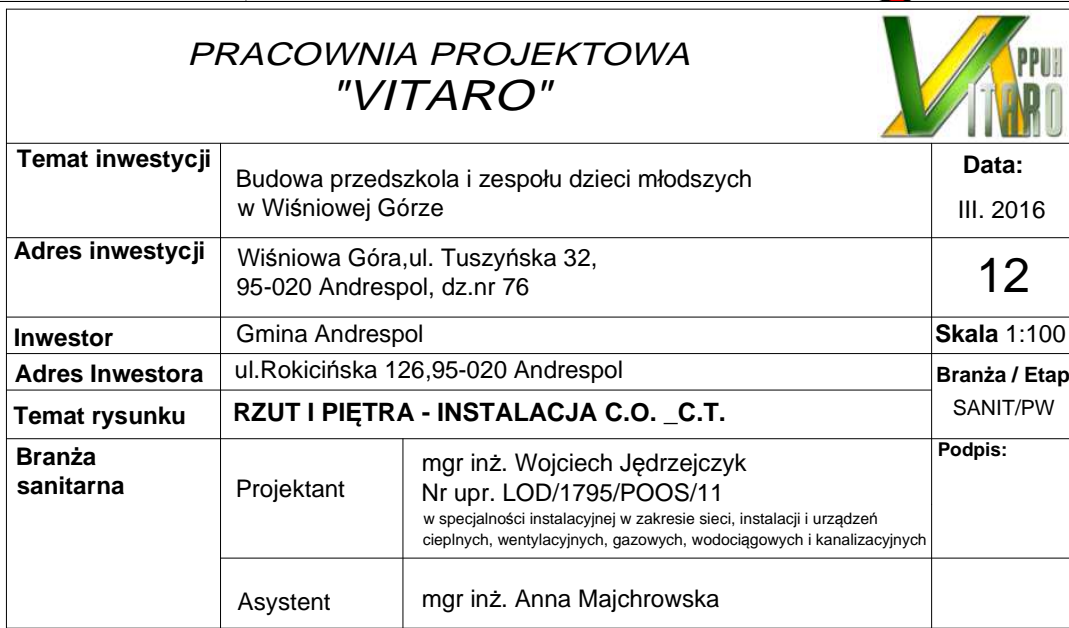 PRACOWNIA PROJEKTOWA
"VITARO"
PPUH
VITARO
Temat inwestycji
Budowa przedszkola i zespołu dzieci młodszych
w Wiśniowej Górze
Data:
III. 2016
Adres inwestycji
Wiśniowa Góra,ul. Tuszyńska 32,
95-020 Andrespol, dz.nr 76
12
Inwestor
Gmina Andrespol
Skala 1:100
Adres Inwestora
ul.Rokicińska 126,95-020 Andrespol
Branża / Etap
SANIT/PW
Temat rysunku
RZUT I PIĘTRA - INSTALACJA C.O. _C.T.
Branża
sanitarna
Projektant
mgr inż. Wojciech Jędrzejczyk
Nr upr. LOD/1795/POOS/11
w specjalności instalacyjnej w zakresie sieci, instalacji i urządzeń
cieplnych, wentylacyjnych, gazowych, wodociągowych i kanalizacyjnych
Podpis:
Asystent
mgr inż. Anna Majchrowska